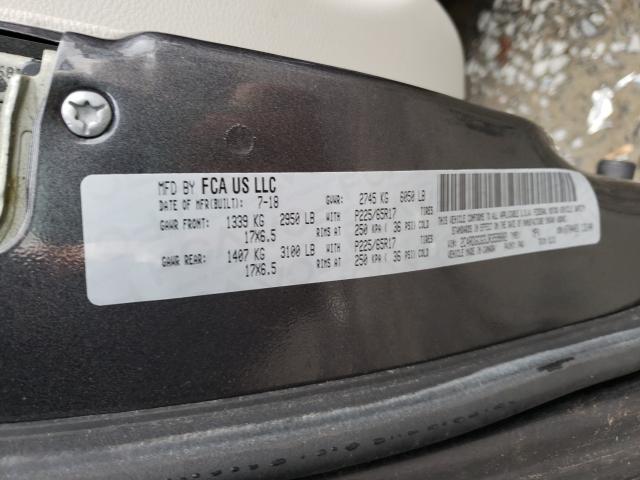 MFD BY FCA US LLC
DATE OF MFR(BUILT): 7-18 GVWR: 2745 KG 6050 LB
GAWR FRONT: 1339 KG 2950 LB WITH P225/65R17 TIRES
17X6.5 RIMS AT 250 KPA ( 36 PSI) COLD
GAWR REAR: 1407 KG 3100 LB WITH P225/65R17 TIRES
17X6.5 RIMS AT 250 KPA ( 36 PSI) COLD
THIS VEHICLE CONFORMS TO ALL APPLICABLE U.S.A. FEDERAL MOTOR VEHICLE SAFETY
STANDARDS IN EFFECT ON THE DATE OF MANUFACTURE SHOWN ABOVE.
VIN: TYPE: MPV
VEHICLE MADE IN CANADA PAINT: